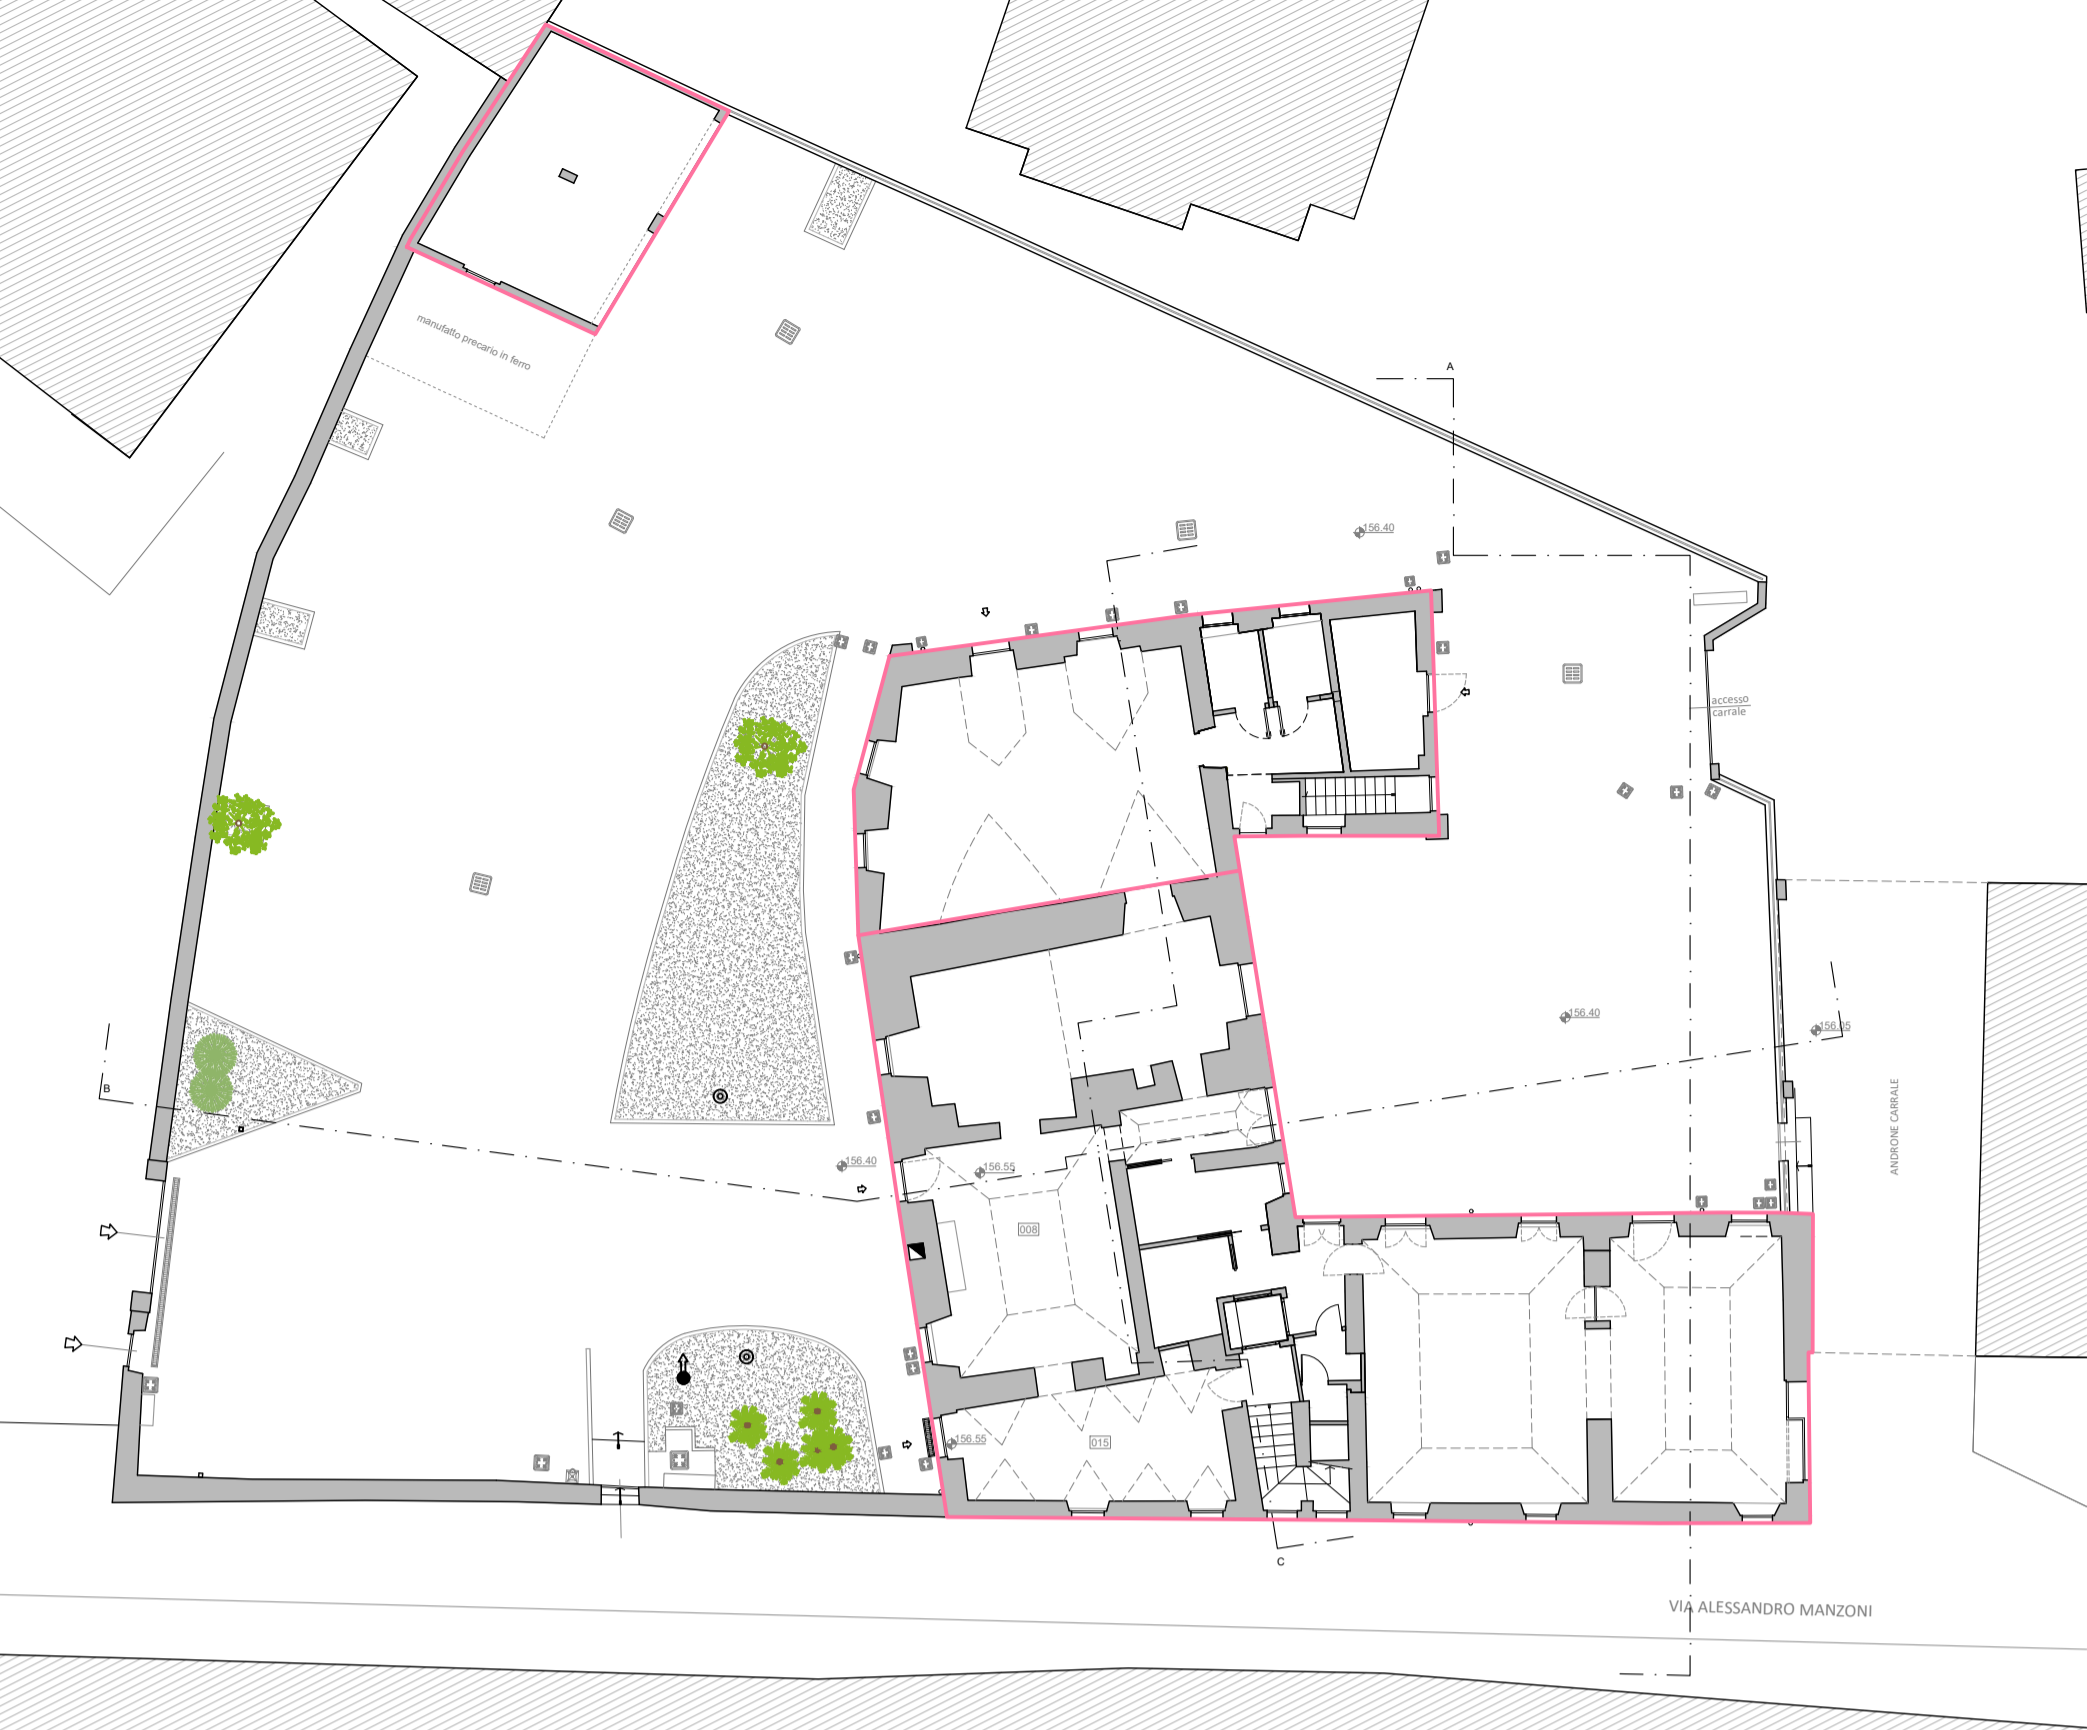 manufatto precario in ferro
A
156.40
accesso
carrale
156.40
156.05
B
ANDRONE CARRALE
156.40
156.55
008
156.55
015
C
VIA ALESSANDRO MANZONI